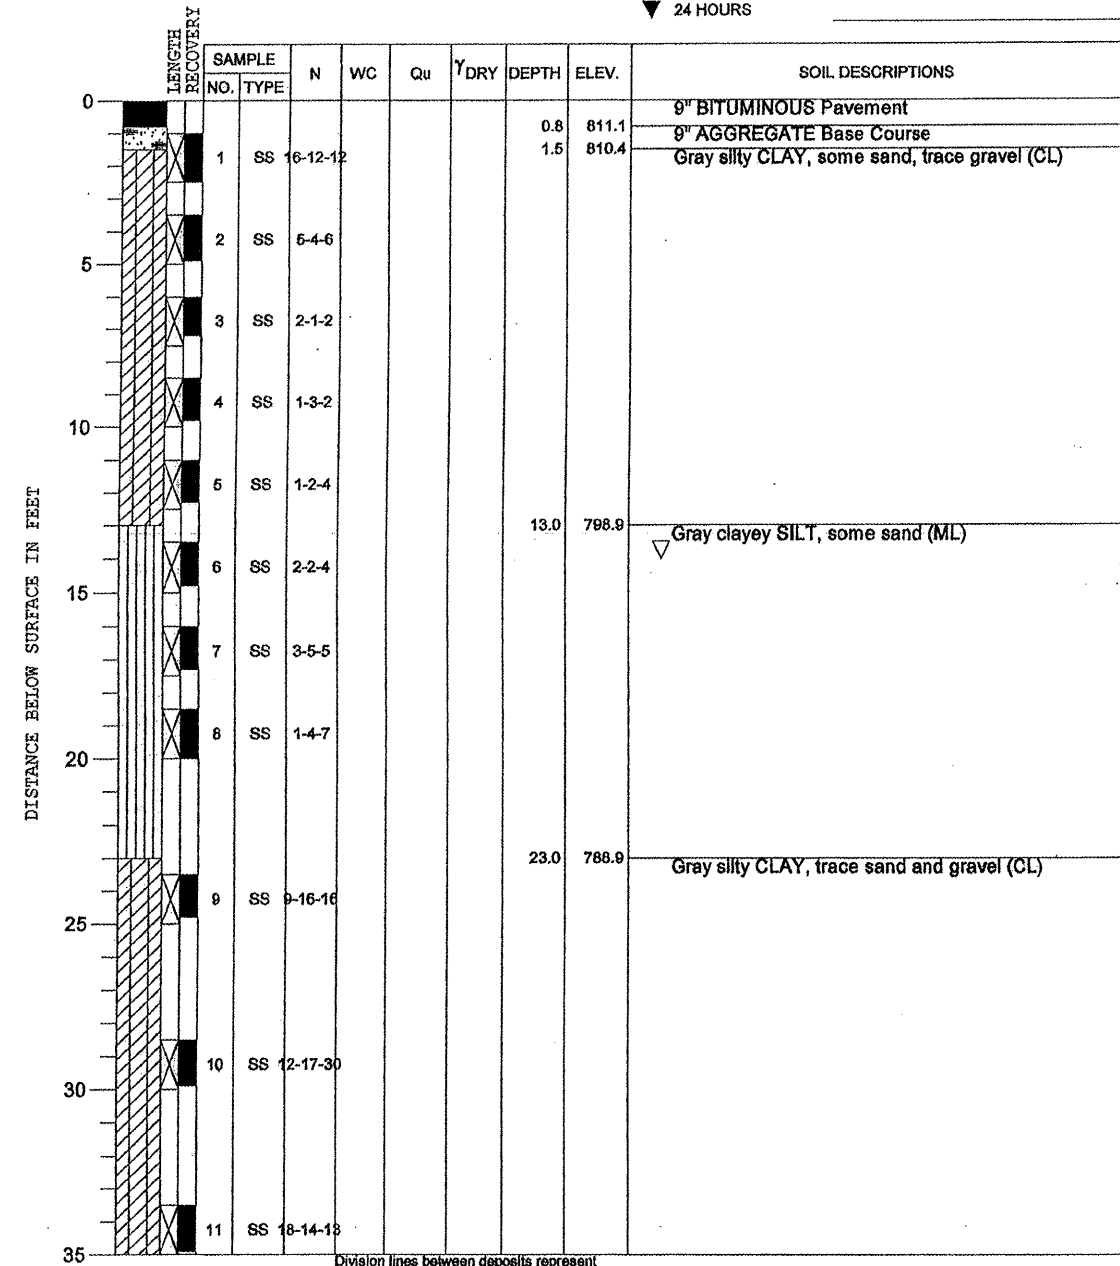 ▼ 24 HOURS
LENGTH
RECOVERY
SAMPLE
NO. TYPE N WC Qu γDRY DEPTH ELEV. SOIL DESCRIPTIONS
0
9" BITUMINOUS Pavement
0.8 811.1
9" AGGREGATE Base Course
1.5 810.4
1 SS 16-12-12 Gray silty CLAY, some sand, trace gravel (CL)
2 SS 5-4-6
5
3 SS 2-1-2
4 SS 1-3-2
10
5 SS 1-2-4
13.0 798.9
Gray clayey SILT, some sand (ML)
6 SS 2-2-4
15
7 SS 3-5-5
8 SS 1-4-7
20
23.0 788.9
Gray silty CLAY, trace sand and gravel (CL)
9 SS 9-16-16
25
10 SS 12-17-30
30
11 SS 18-14-13
35
DISTANCE BELOW SURFACE IN FEET
Division lines between deposits represent